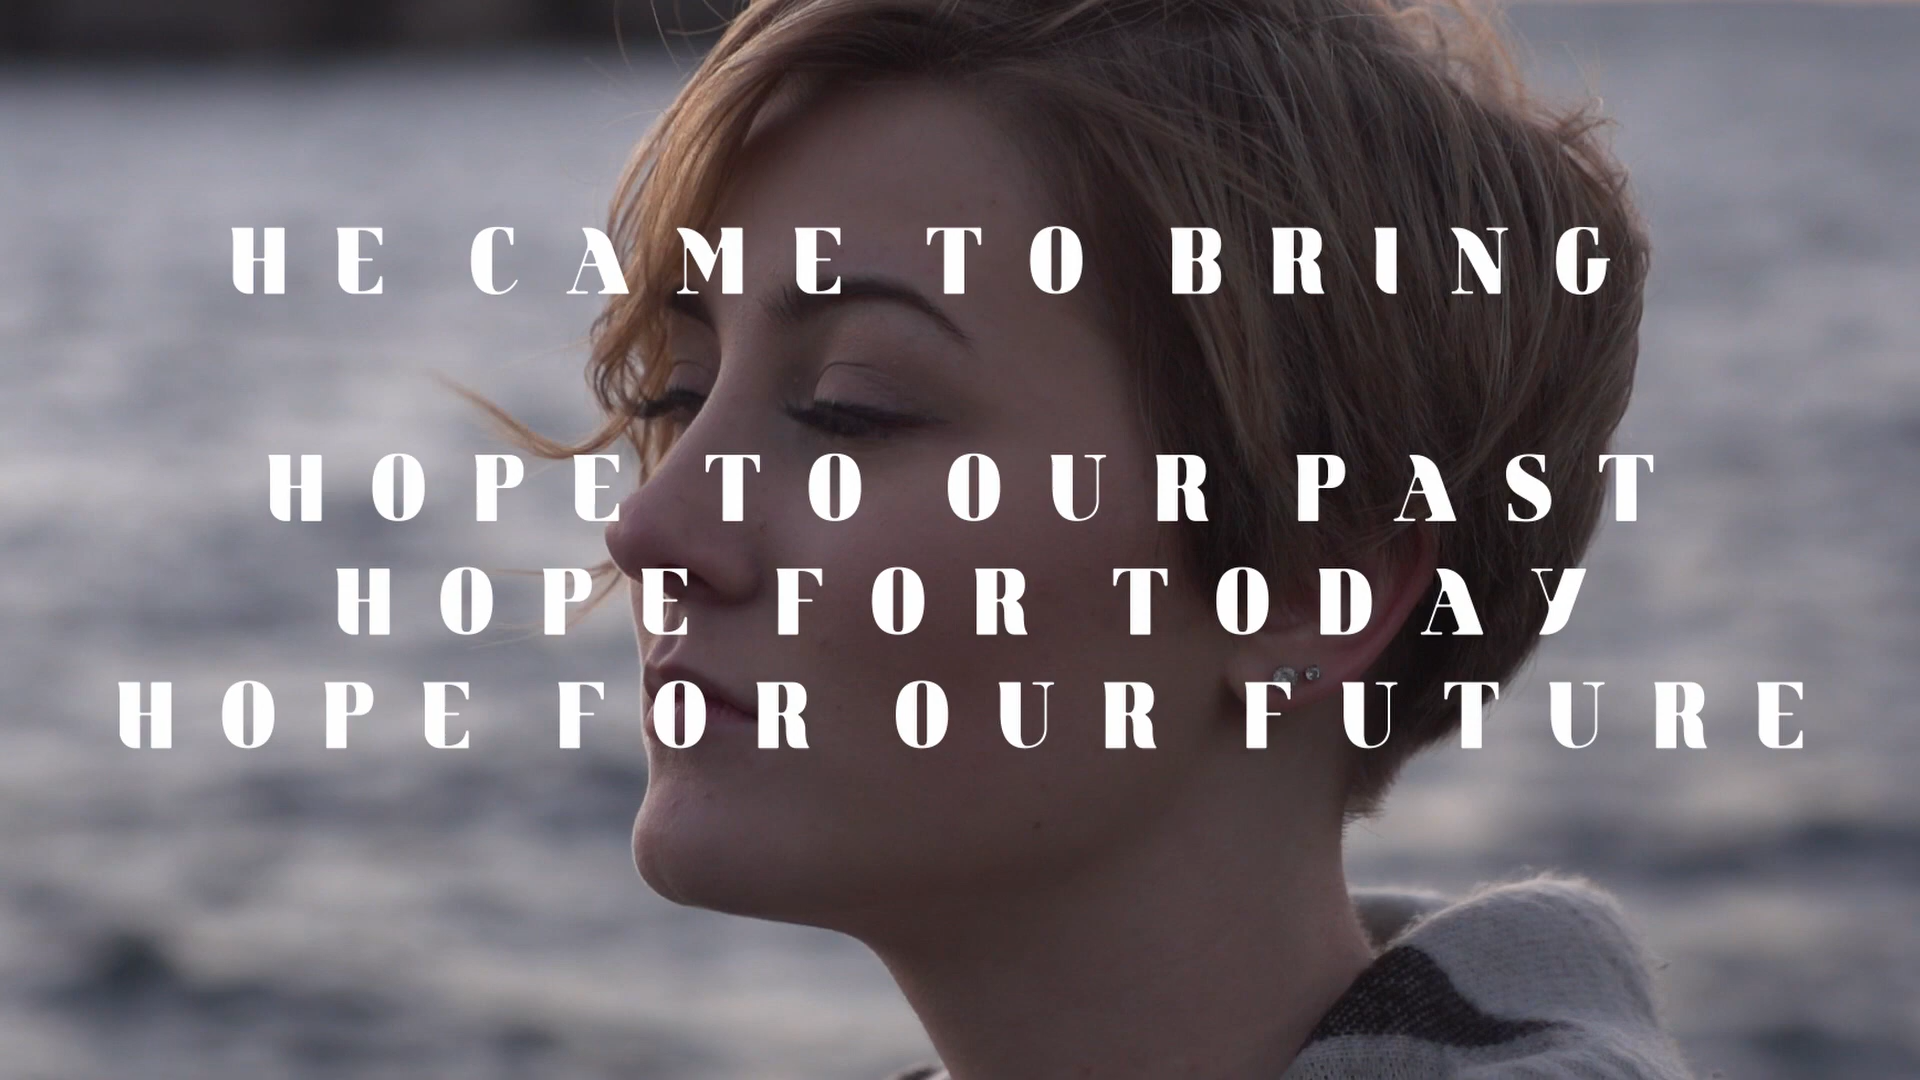 HE CAME TO BRING
HOPE TO OUR PAST
HOPE FOR TODAY
HOPE FOR OUR FUTURE